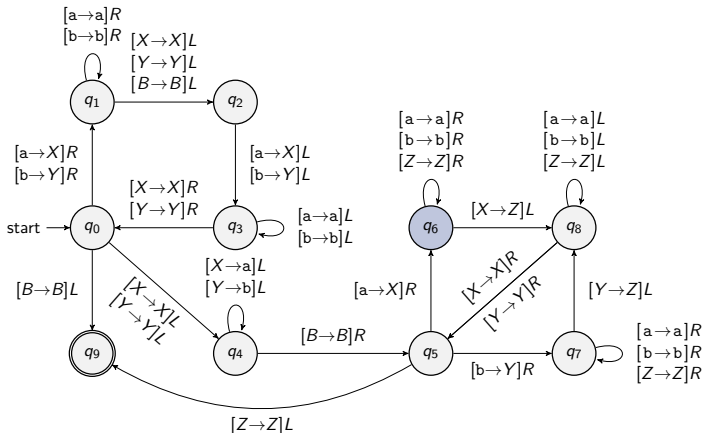 [a→a]R
[b→b]R
[X→X]L
[Y→Y]L
[B→B]L
q1
q2
[a→X]R
[b→Y]R
[a→X]L
[b→Y]L
[X→X]R
[Y→Y]R
start
q0
q3
[a→a]L
[b→b]L
[B→B]L
[X→X]L
[Y→Y]L
[X→a]L
[Y→b]L
q9
q4
[B→B]R
[a→a]R
[b→b]R
[Z→Z]R
[a→a]L
[b→b]L
[Z→Z]L
q6
[X→Z]L
q8
[a→X]R
[X→X]R
[Y→Y]R
[Y→Z]L
q5
[b→Y]R
q7
[a→a]R
[b→b]R
[Z→Z]R
[Z→Z]L